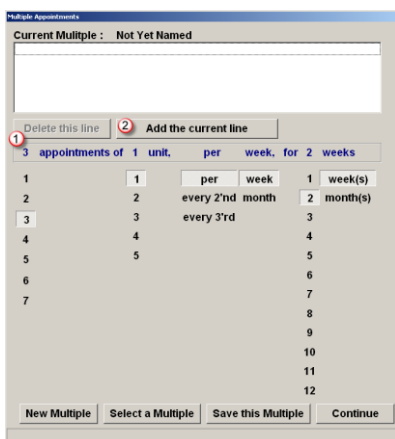 Multiple Appointments
Current Mulitple : Not Yet Named
Delete this line 2 Add the current line
1
3 appointments of 1 unit, per week, for 2 weeks
1 1 per week 1 week(s)
2 2 every 2'nd month 2 month(s)
3 3 every 3'rd 3
4 4 4
5 5 5
6 6
7 7
8
9
10
11
12
New Multiple Select a Multiple Save this Multiple Continue